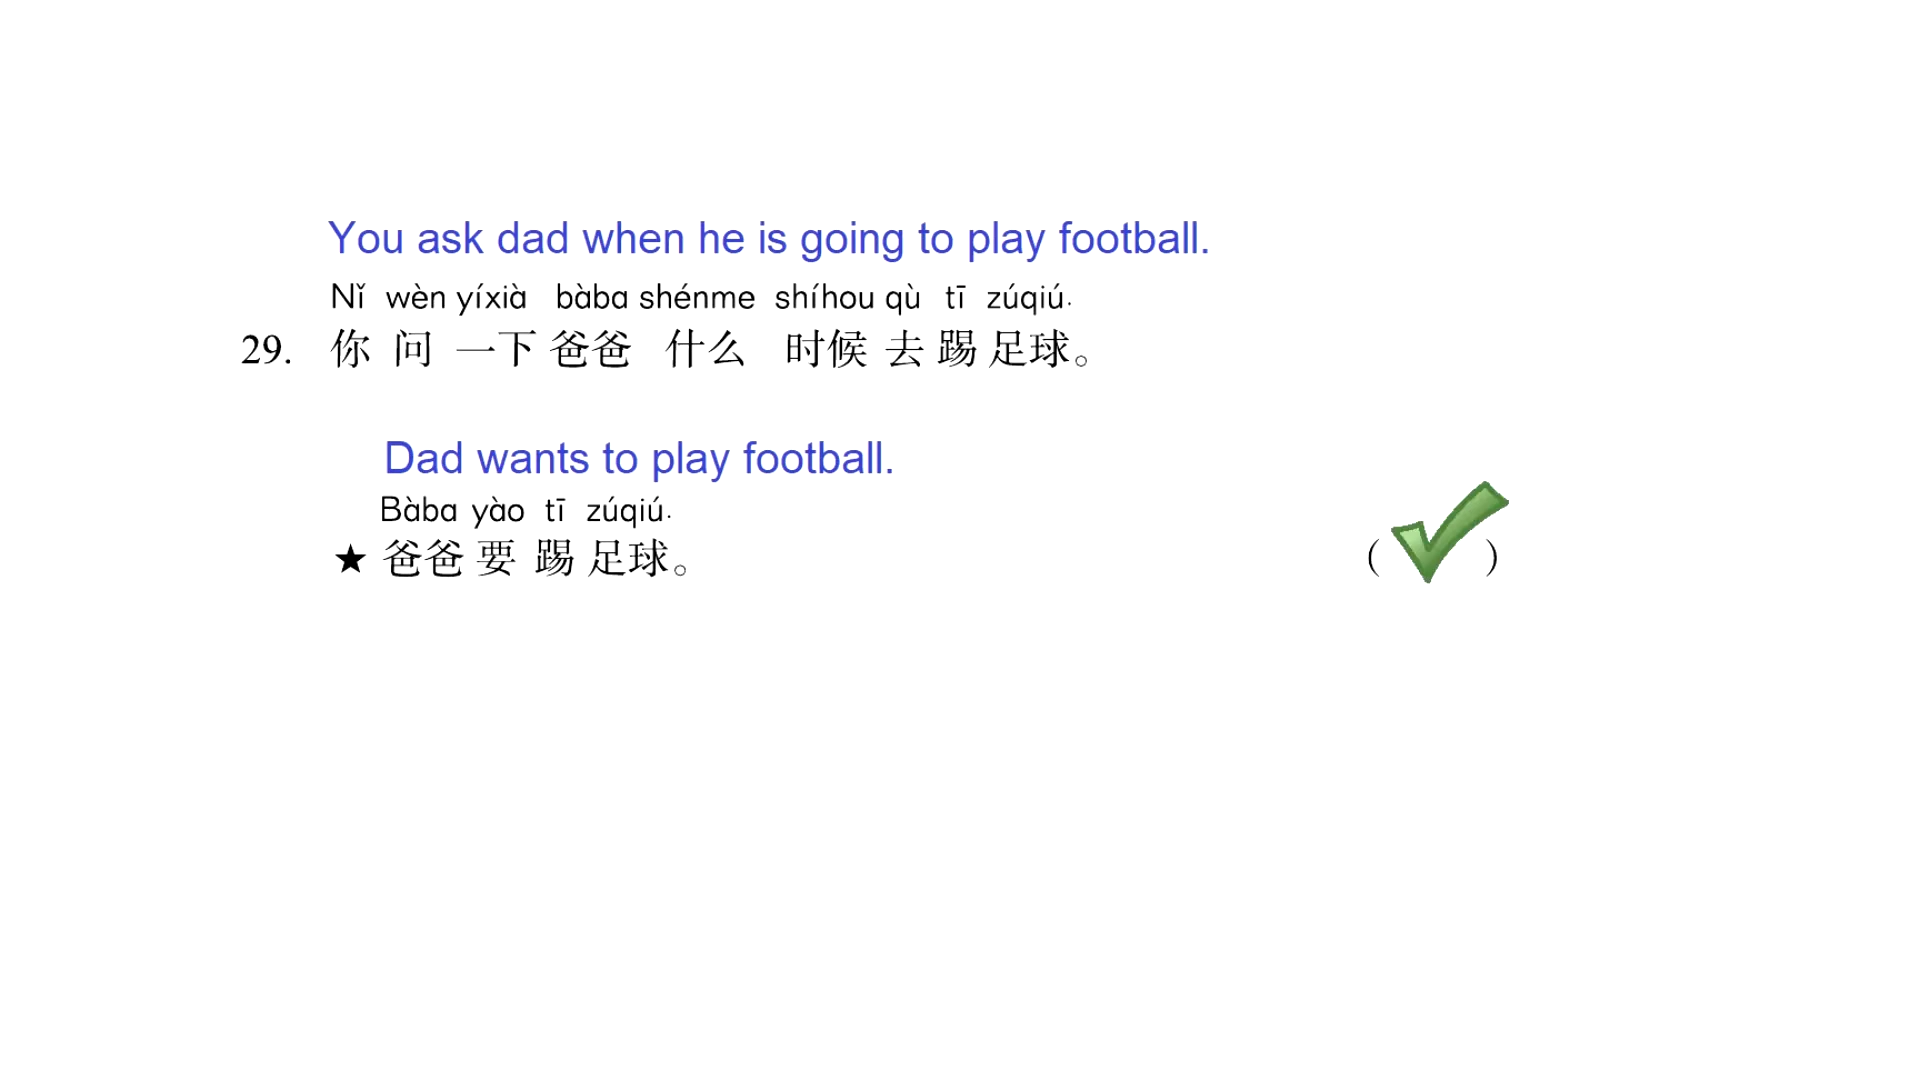 You ask dad when he is going to play football.
Nǐ wèn yíxià bàba shénme shíhou qù tī zúqiú.
29. 你 问 一下 爸爸 什么 时候 去 踢 足球。
Dad wants to play football.
Bàba yào tī zúqiú.
★ 爸爸 要 踢 足球。 ( )